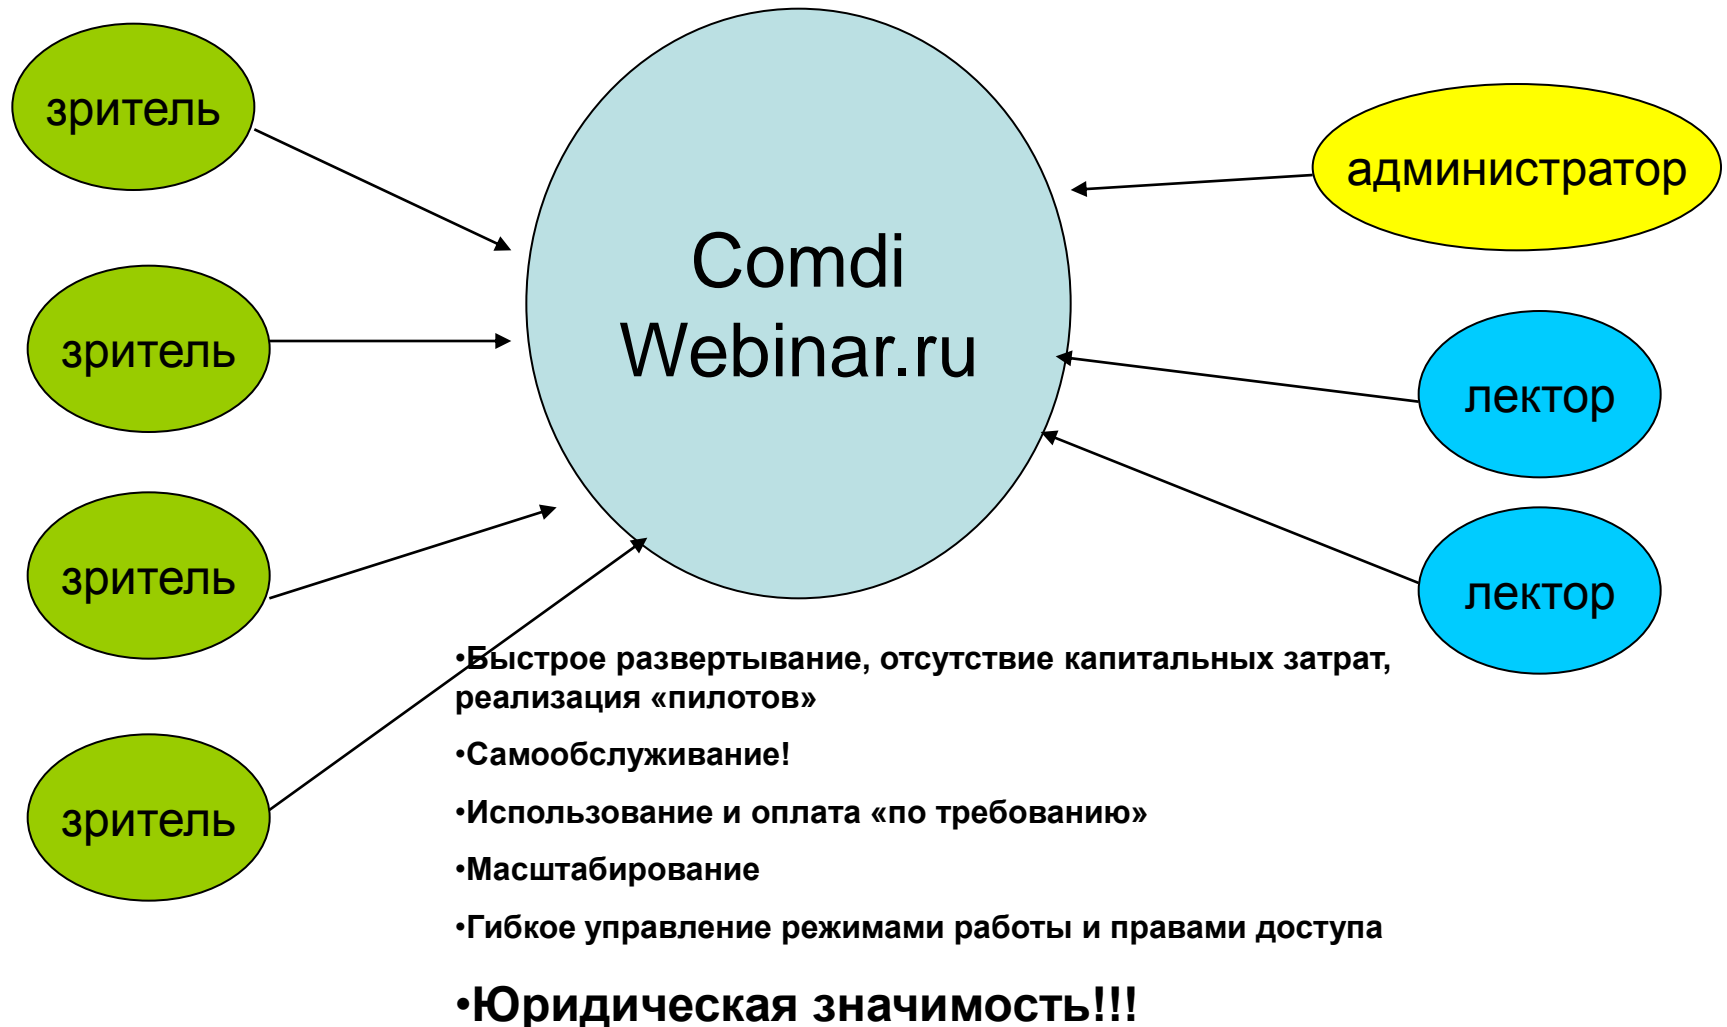 зритель
администратор
Comdi
Webinar.ru
зритель
лектор
зритель
лектор
•Быстрое развертывание, отсутствие капитальных затрат,
реализация «пилотов»
•Самообслуживание!
зритель
•Использование и оплата «по требованию»
•Масштабирование
•Гибкое управление режимами работы и правами доступа
•Юридическая значимость!!!